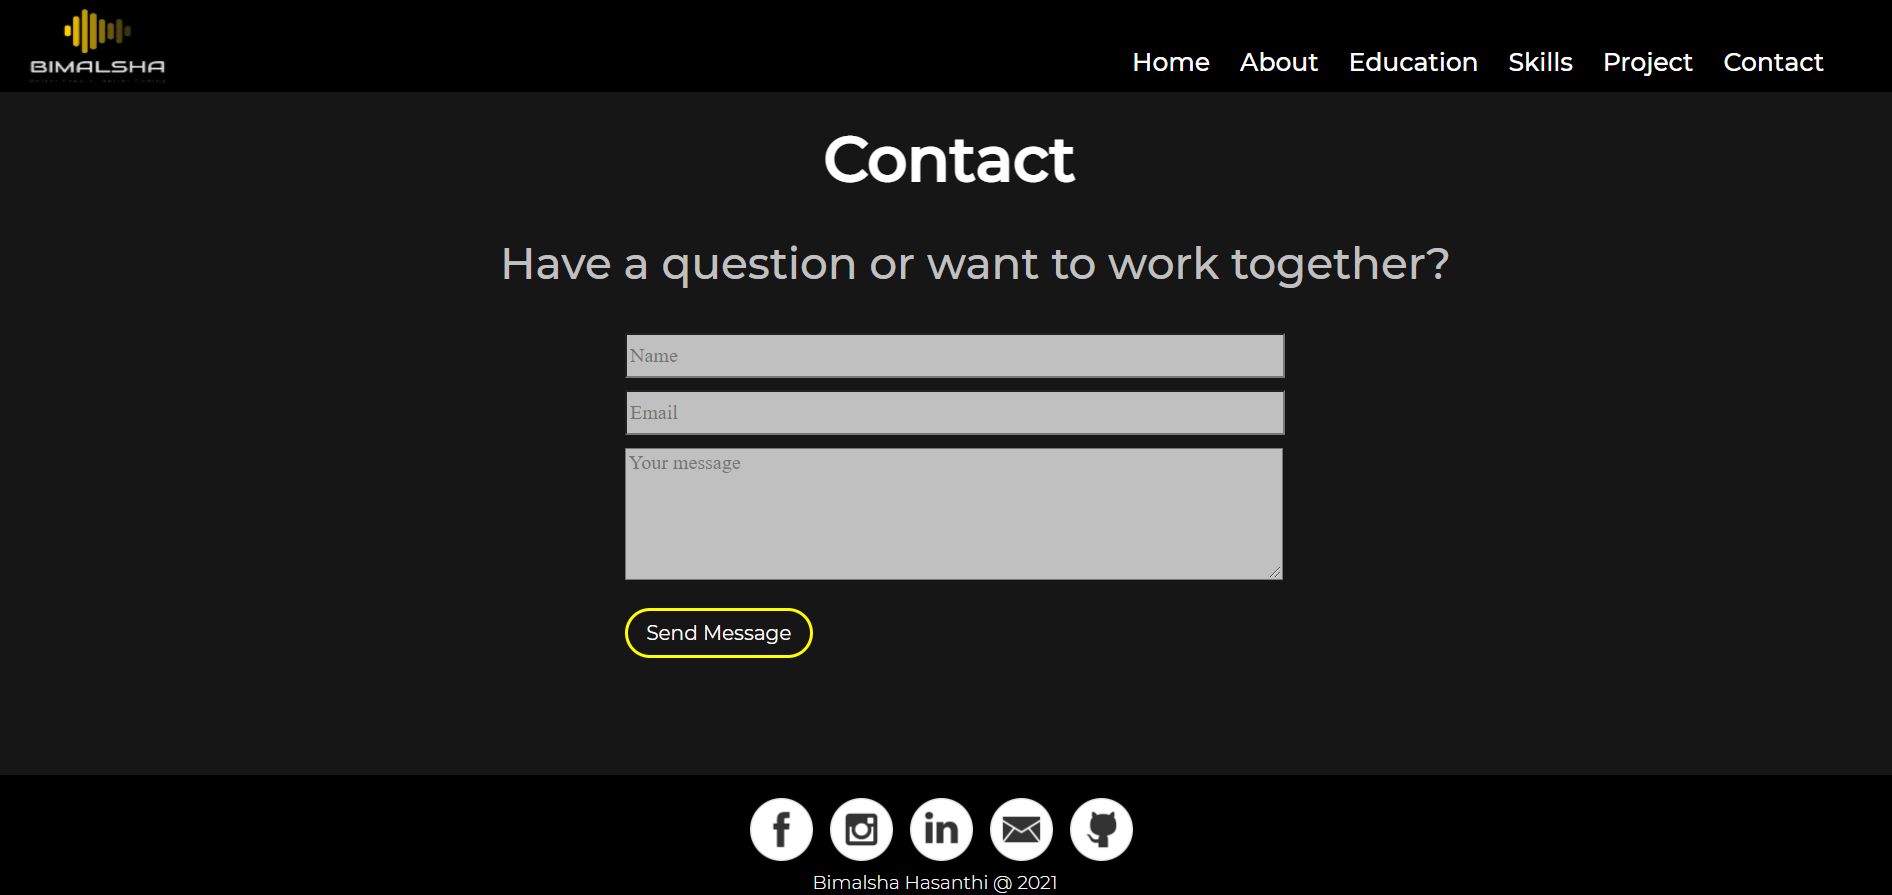 BIMALSHA
Home About Education Skills Project Contact
Contact
Have a question or want to work together?
Name
Email
Your message
Send Message
f in
Bimalsha Hasanthi @ 2021